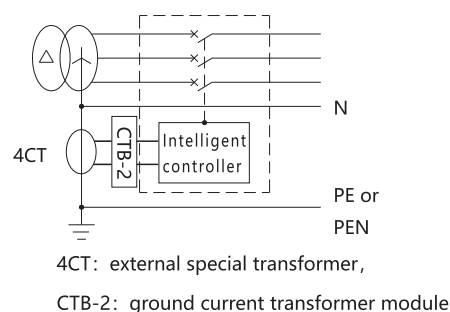 N
4CT
CTB-2
Intelligent
controller
PE or
PEN
4CT: external special transformer,
CTB-2: ground current transformer module